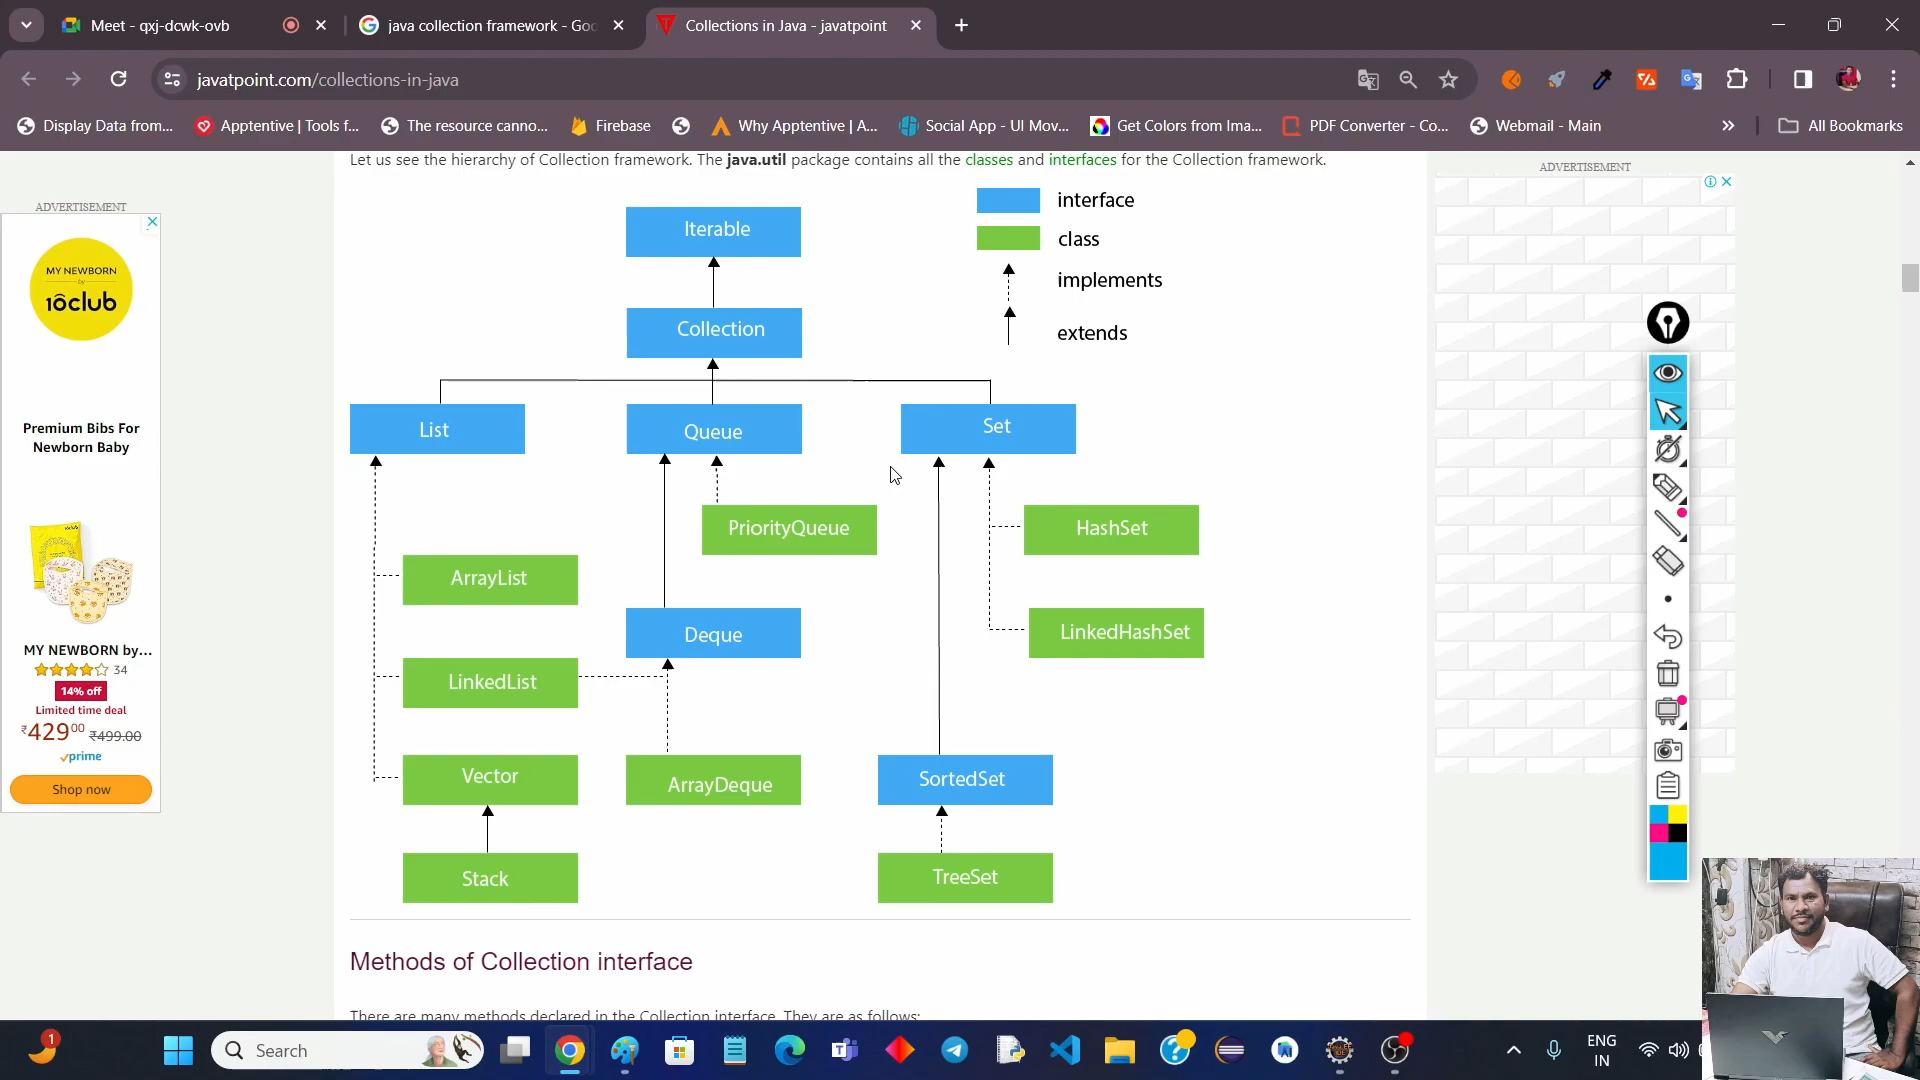 Meet - qxj-dcwk-ovb
java collection framework - Goo
Collections in Java - javatpoint
javatpoint.com/collections-in-java
Display Data from...
Apptentive | Tools f...
The resource canno...
Firebase
Why Apptentive | A...
Social App - UI Mov...
Get Colors from Ima...
PDF Converter - Co...
Webmail - Main
All Bookmarks
Let us see the hierarchy of Collection framework. The java.util package contains all the classes and interfaces for the Collection framework.
ADVERTISEMENT
ADVERTISEMENT
interface
Iterable
class
MY NEWBORN
by
10club
implements
Collection
extends
Premium Bibs For
Newborn Baby
List
Queue
Set
PriorityQueue
HashSet
ArrayList
Deque
LinkedHashSet
MY NEWBORN by...
34
14% off
Limited time deal
₹42900 ₹499.00
prime
Shop now
LinkedList
Vector
ArrayDeque
SortedSet
Stack
TreeSet
Methods of Collection interface
There are many methods declared in the Collection interface. They are as follows:
1
Search
ENG
IN